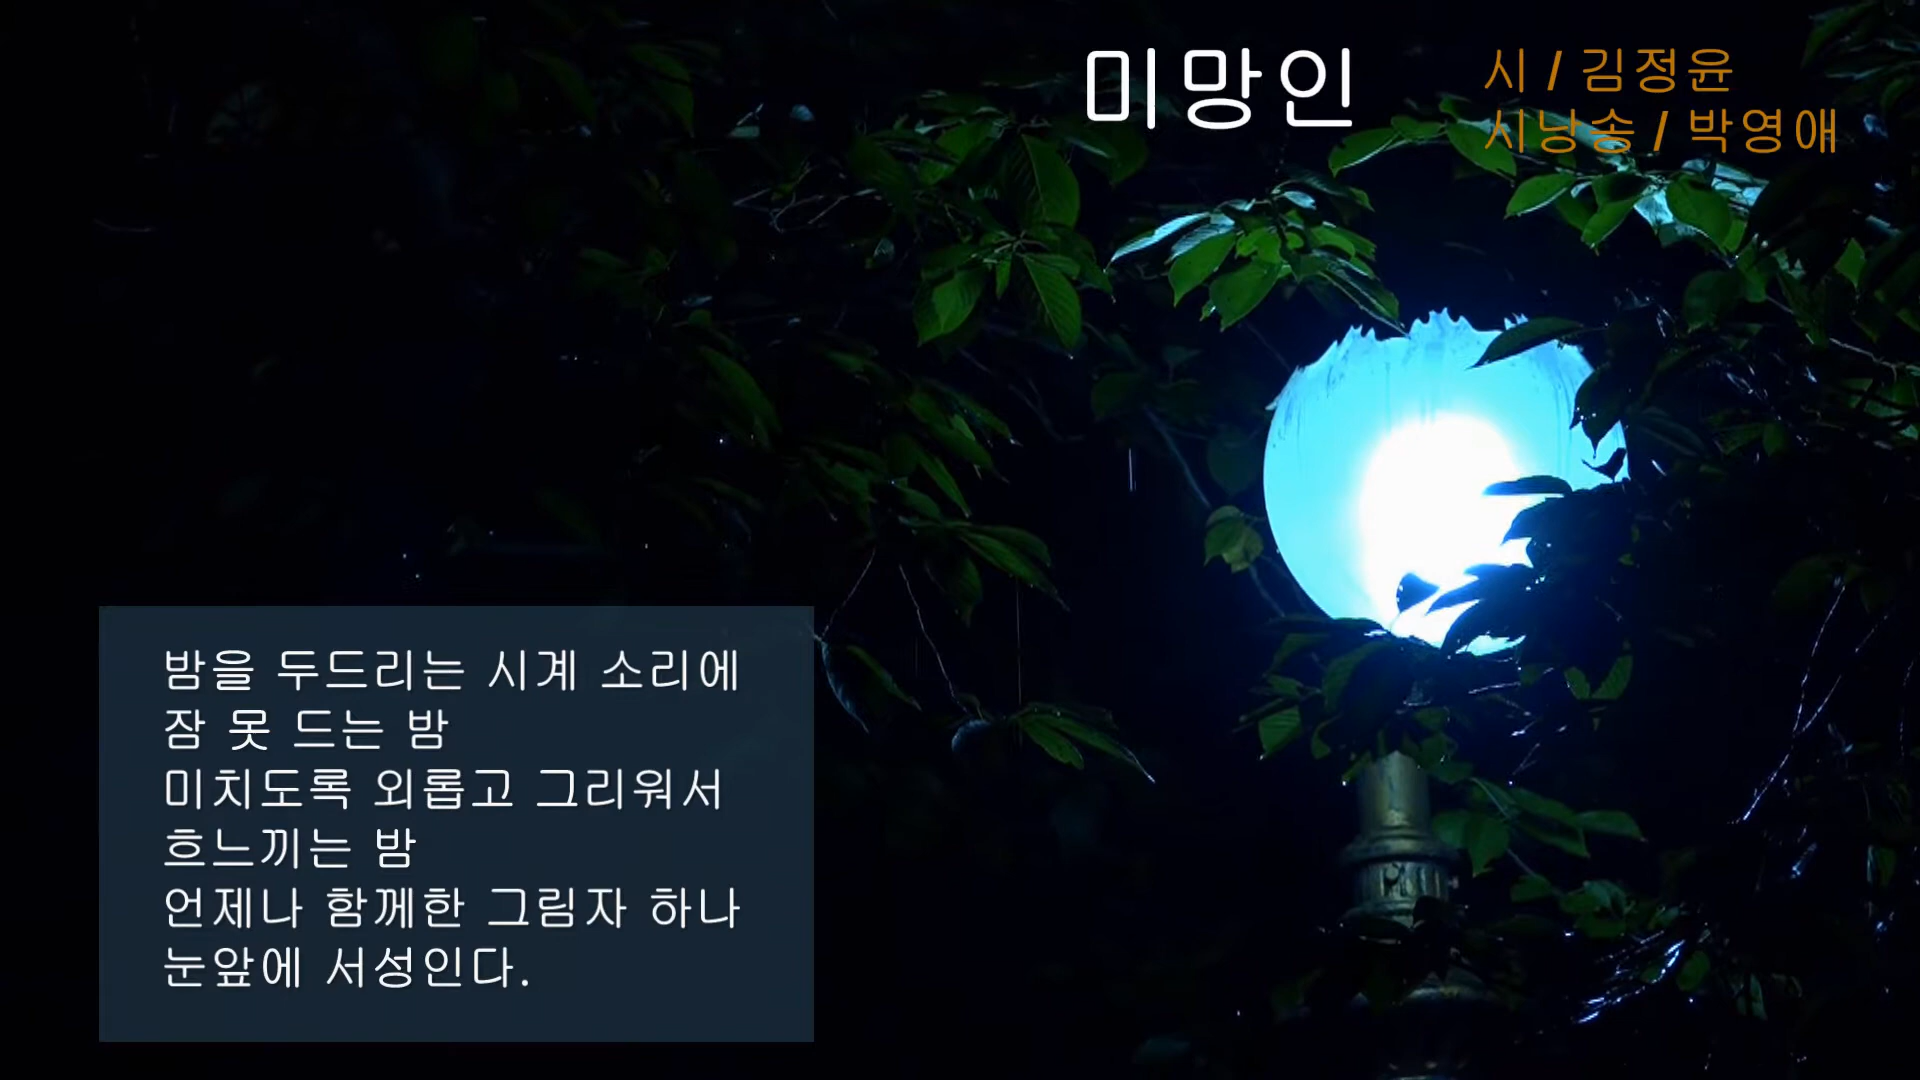 미망인
시 / 김정윤
시낭송 / 박영애
밤을 두드리는 시계 소리에
잠 못 드는 밤
미치도록 외롭고 그리워서
흐느끼는 밤
언제나 함께한 그림자 하나
눈앞에 서성인다.